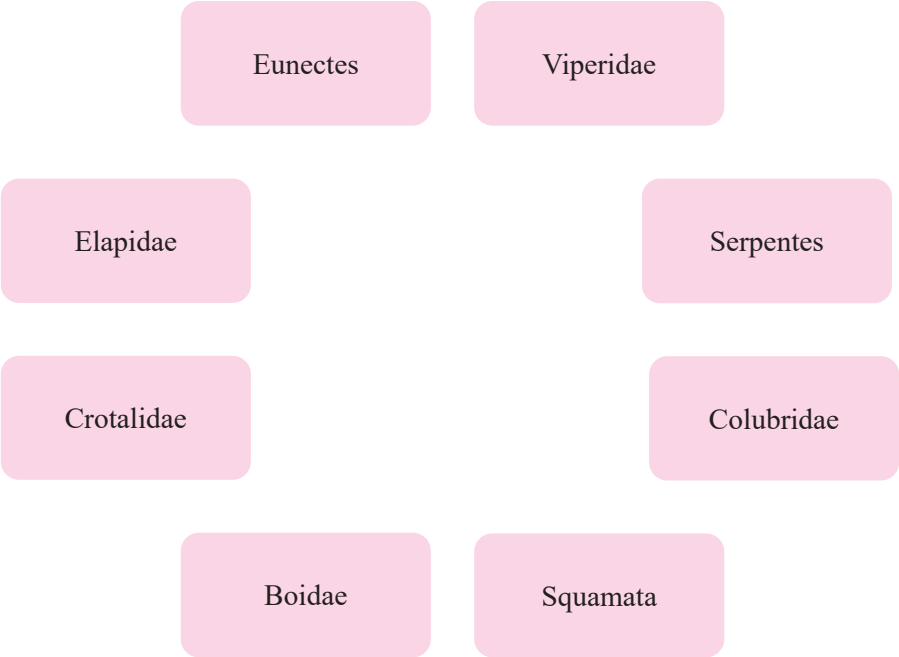 Eunectes
Viperidae
Elapidae
Serpentes
Crotalidae
Colubridae
Boidae
Squamata